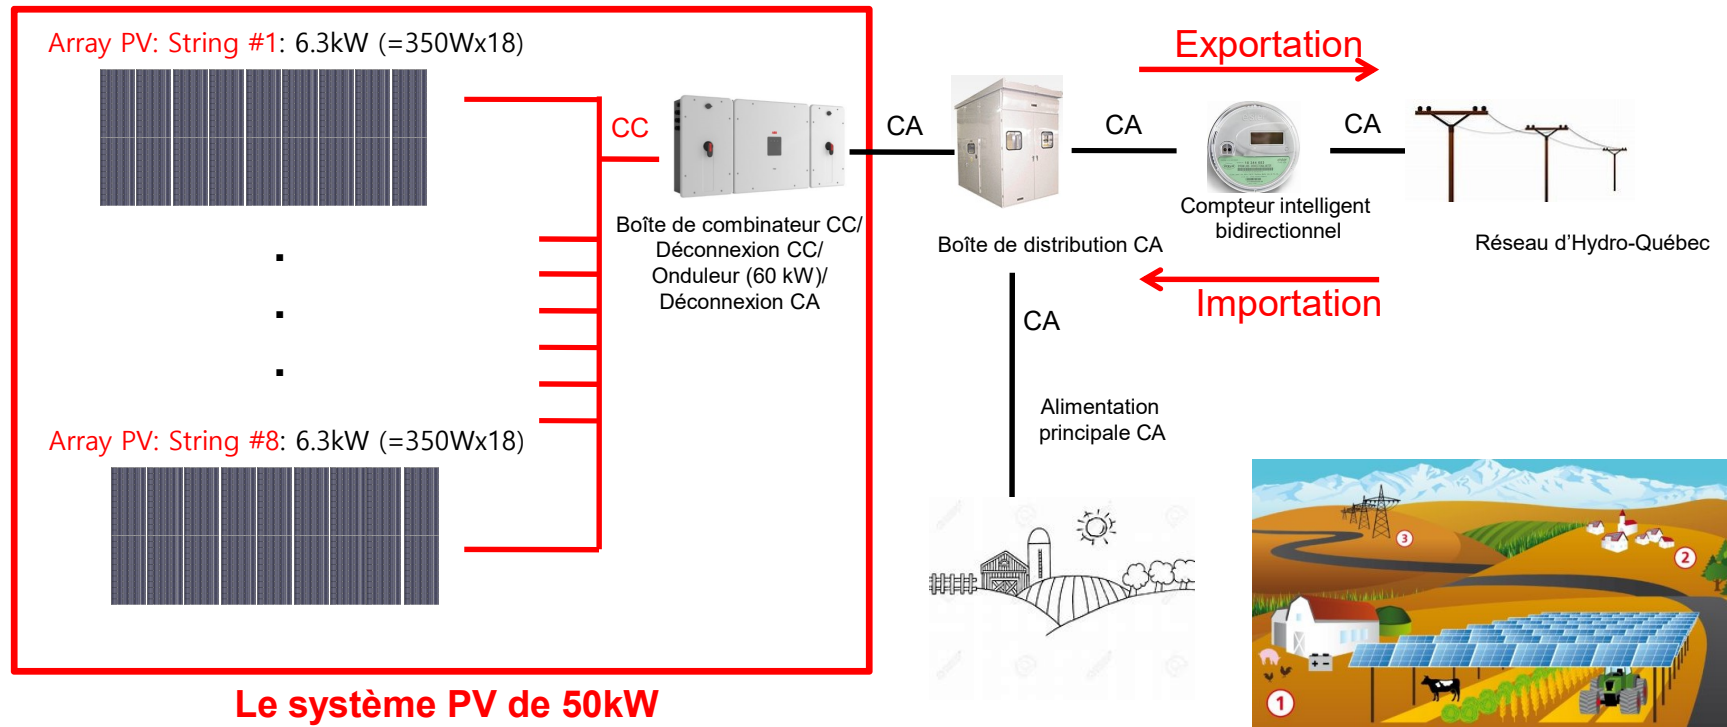 Array PV: String #1: 6.3kW (=350Wx18)
Exportation
CC
CA
CA
CA
Boîte de combinateur CC/
Déconnexion CC/
Onduleur (60 kW)/
Déconnexion CA
Boîte de distribution CA
Compteur intelligent
bidirectionnel
Réseau d'Hydro-Québec
Importation
CA
Alimentation
principale CA
Array PV: String #8: 6.3kW (=350Wx18)
3
2
1
Le système PV de 50kW